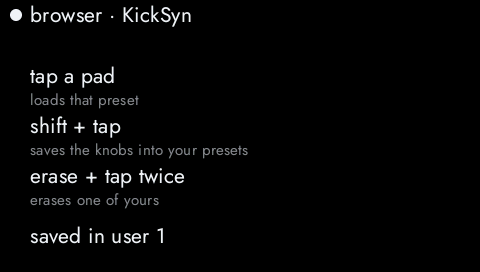 browser · KickSyn
tap a pad
loads that preset
shift + tap
saves the knobs into your presets
erase + tap twice
erases one of yours
saved in user 1